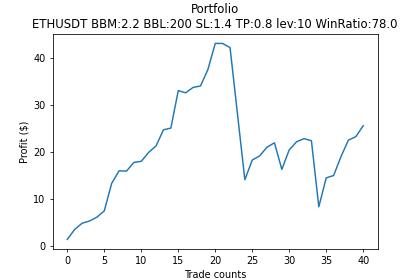 Portfolio
ETHUSDT BBM:2.2 BBL:200 SL:1.4 TP:0.8 lev:10 WinRatio:78.0
Profit ($)
40
30
20
10
0
0 5 10 15 20 25 30 35 40
Trade counts